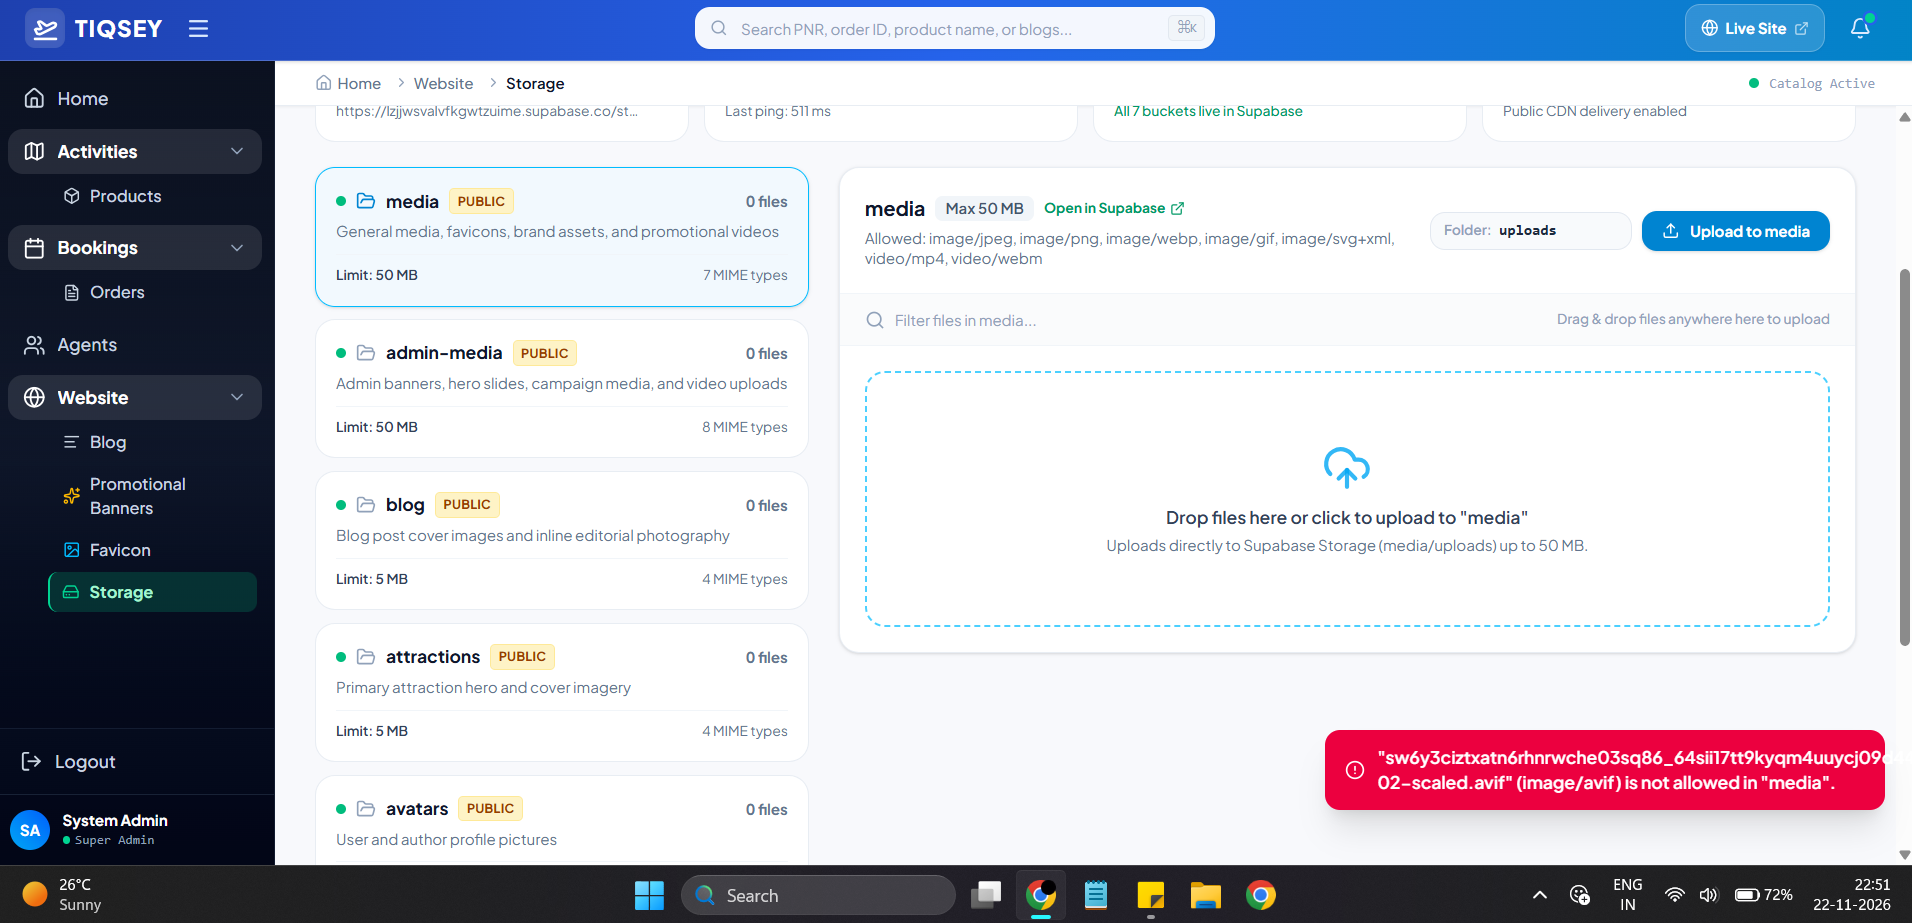 TIQSEY
Search PNR, order ID, product name, or blogs...
⌘K
Live Site
Home
Activities
Products
Bookings
Orders
Agents
Website
Blog
Promotional
Banners
Favicon
Storage
Logout
SA
System Admin
Super Admin
Home > Website > Storage
Catalog Active
https://lzjjwsvalvfkgwtzuime.supabase.co/st...
Last ping: 511 ms
All 7 buckets live in Supabase
Public CDN delivery enabled
media PUBLIC 0 files
General media, favicons, brand assets, and promotional videos
Limit: 50 MB 7 MIME types
admin-media PUBLIC 0 files
Admin banners, hero slides, campaign media, and video uploads
Limit: 50 MB 8 MIME types
blog PUBLIC 0 files
Blog post cover images and inline editorial photography
Limit: 5 MB 4 MIME types
attractions PUBLIC 0 files
Primary attraction hero and cover imagery
Limit: 5 MB 4 MIME types
avatars PUBLIC 0 files
User and author profile pictures
media Max 50 MB Open in Supabase
Allowed: image/jpeg, image/png, image/webp, image/gif, image/svg+xml,
video/mp4, video/webm
Folder: uploads
Upload to media
Filter files in media...
Drag & drop files anywhere here to upload
Drop files here or click to upload to "media"
Uploads directly to Supabase Storage (media/uploads) up to 50 MB.
"sw6y3ciztxatn6rhnrwche03sq86_64sii17tt9kyqm4uuycj09d
02-scaled.avif" (image/avif) is not allowed in "media".
26°C
Sunny
Search
ENG
IN
72%
22:51
22-11-2026